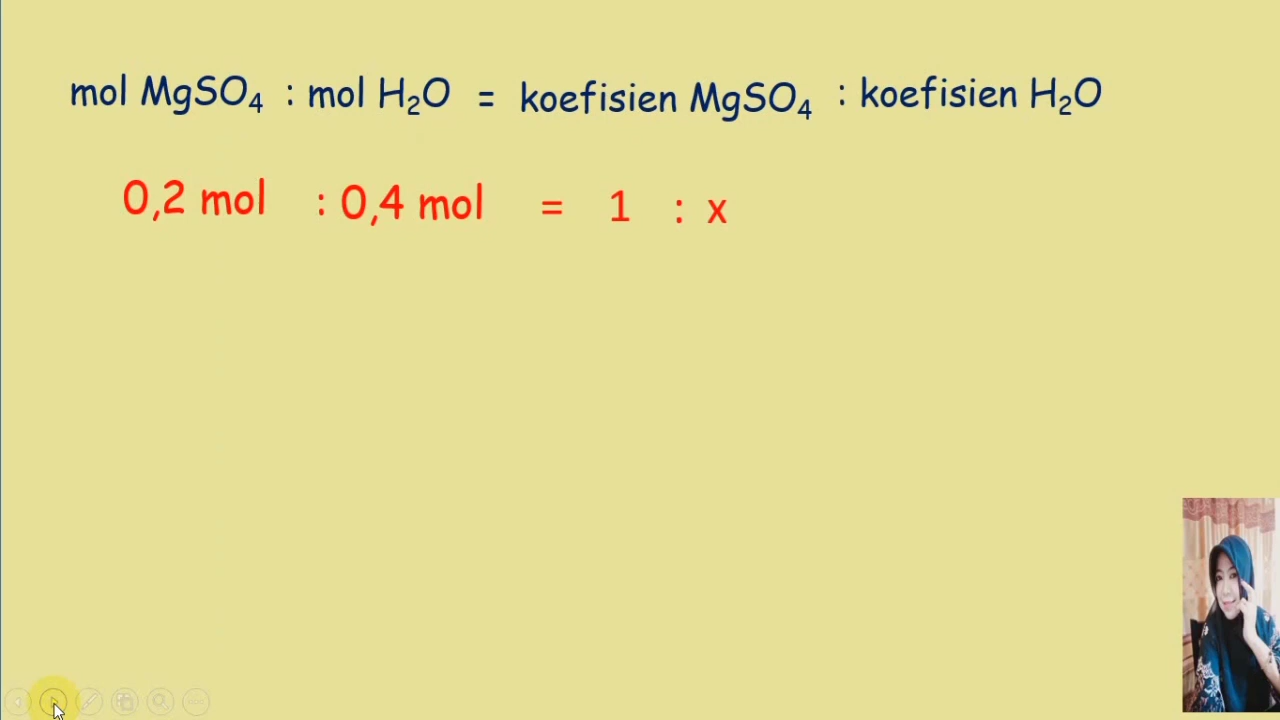 mol MgSO₄ : mol H₂O = koefisien MgSO₄ : koefisien H₂O
0,2 mol : 0,4 mol = 1 : x